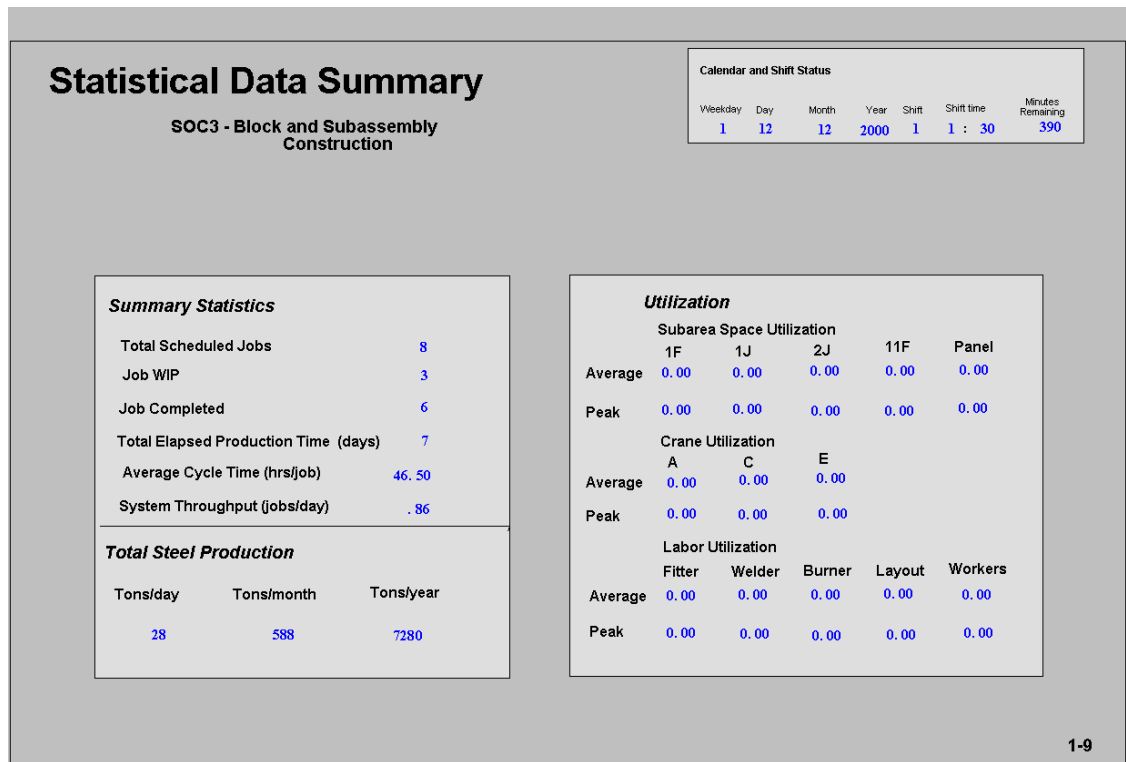 Statistical Data Summary
SOC3 - Block and Subassembly
Construction
Calendar and Shift Status
Weekday Day Month Year Shift Shift time Minutes Remaining
1 12 12 2000 1 1 : 30 390
Summary Statistics
Total Scheduled Jobs 8
Job WIP 3
Job Completed 6
Total Elapsed Production Time (days) 7
Average Cycle Time (hrs/job) 46.50
System Throughput (jobs/day) .86
Total Steel Production
Tons/day Tons/month Tons/year
28 588 7280
Utilization
Subarea Space Utilization
1F 1J 2J 11F Panel
Average 0.00 0.00 0.00 0.00 0.00
Peak 0.00 0.00 0.00 0.00 0.00
Crane Utilization
A C E
Average 0.00 0.00 0.00
Peak 0.00 0.00 0.00
Labor Utilization
Fitter Welder Burner Layout Workers
Average 0.00 0.00 0.00 0.00 0.00
Peak 0.00 0.00 0.00 0.00 0.00
1-9